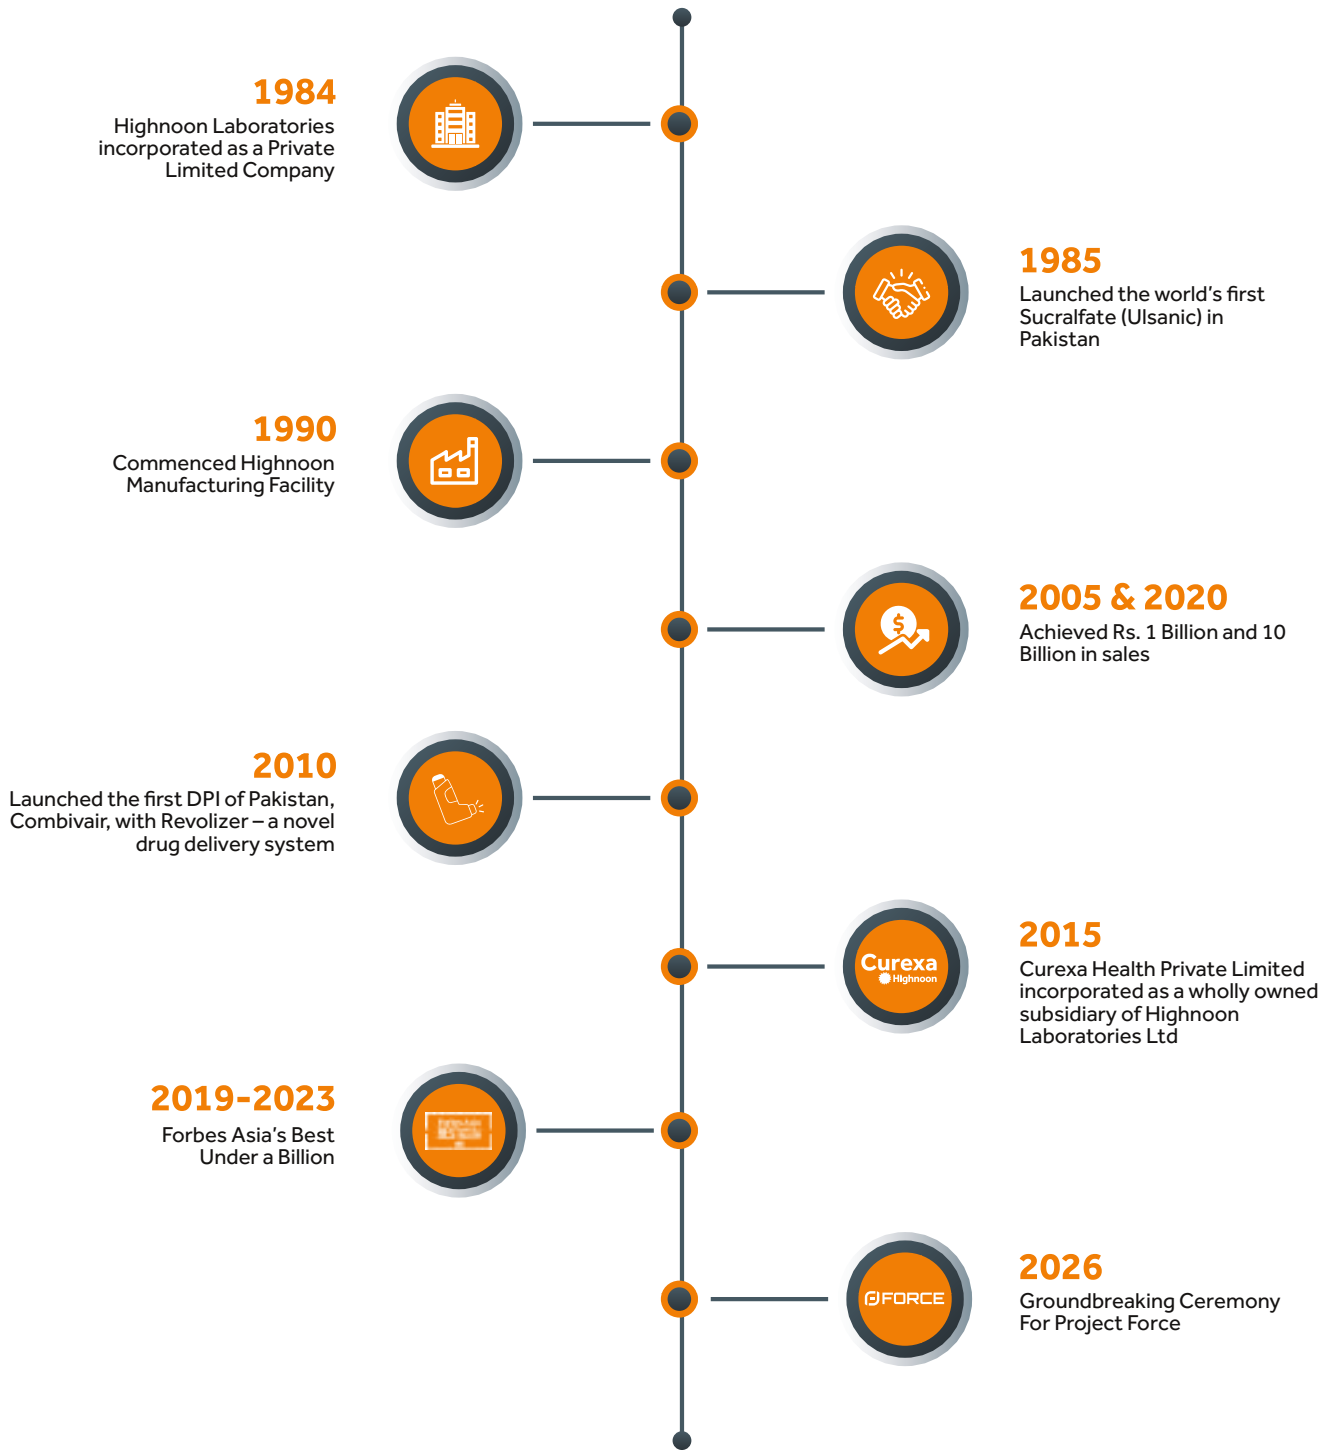 1984
Highnoon Laboratories
incorporated as a Private
Limited Company
1985
Launched the world's first
Sucralfate (Ulsanic) in
Pakistan
1990
Commenced Highnoon
Manufacturing Facility
2005 & 2020
$
Achieved Rs. 1 Billion and 10
Billion in sales
2010
Launched the first DPI of Pakistan,
Combivair, with Revolizer – a novel
drug delivery system
Curexa
Highnoon
2015
Curexa Health Private Limited
incorporated as a wholly owned
subsidiary of Highnoon
Laboratories Ltd
2019-2023
Forbes Asia's Best
Under a Billion
FORCE
2026
Groundbreaking Ceremony
For Project Force